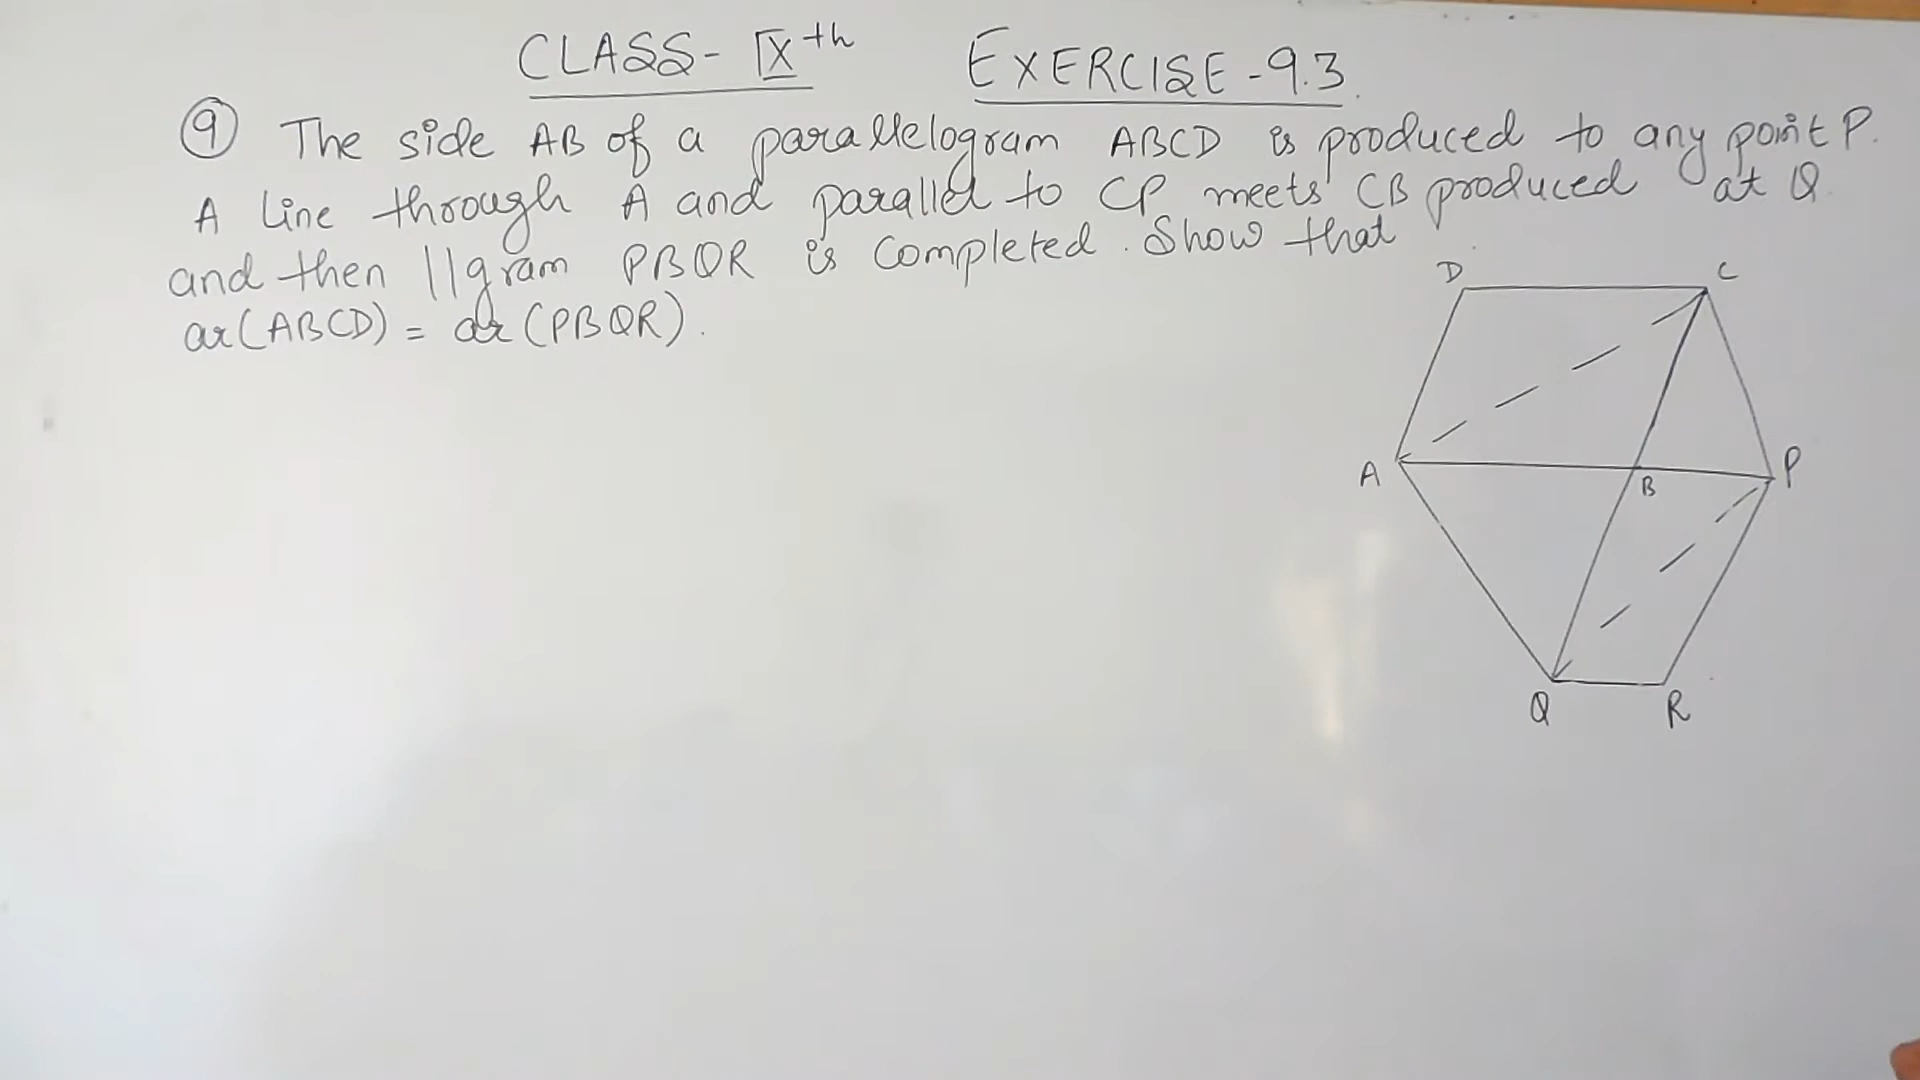 CLASS- IXth EXERCISE-9.3.
9 The side AB of a parallelogram ABCD is produced to any point P.
A line through A and parallel to CP meets CB produced at Q
and then ||gram PBQR is completed. Show that
ar(ABCD) = ar(PBQR).
D C
A B P
Q R